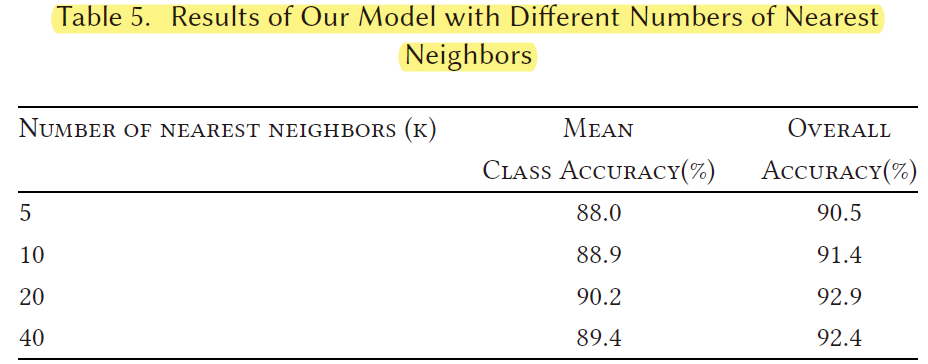 Table 5. Results of Our Model with Different Numbers of Nearest
Neighbors
Number of nearest neighbors (k) Mean Overall
Class Accuracy(%) Accuracy(%)
5 88.0 90.5
10 88.9 91.4
20 90.2 92.9
40 89.4 92.4